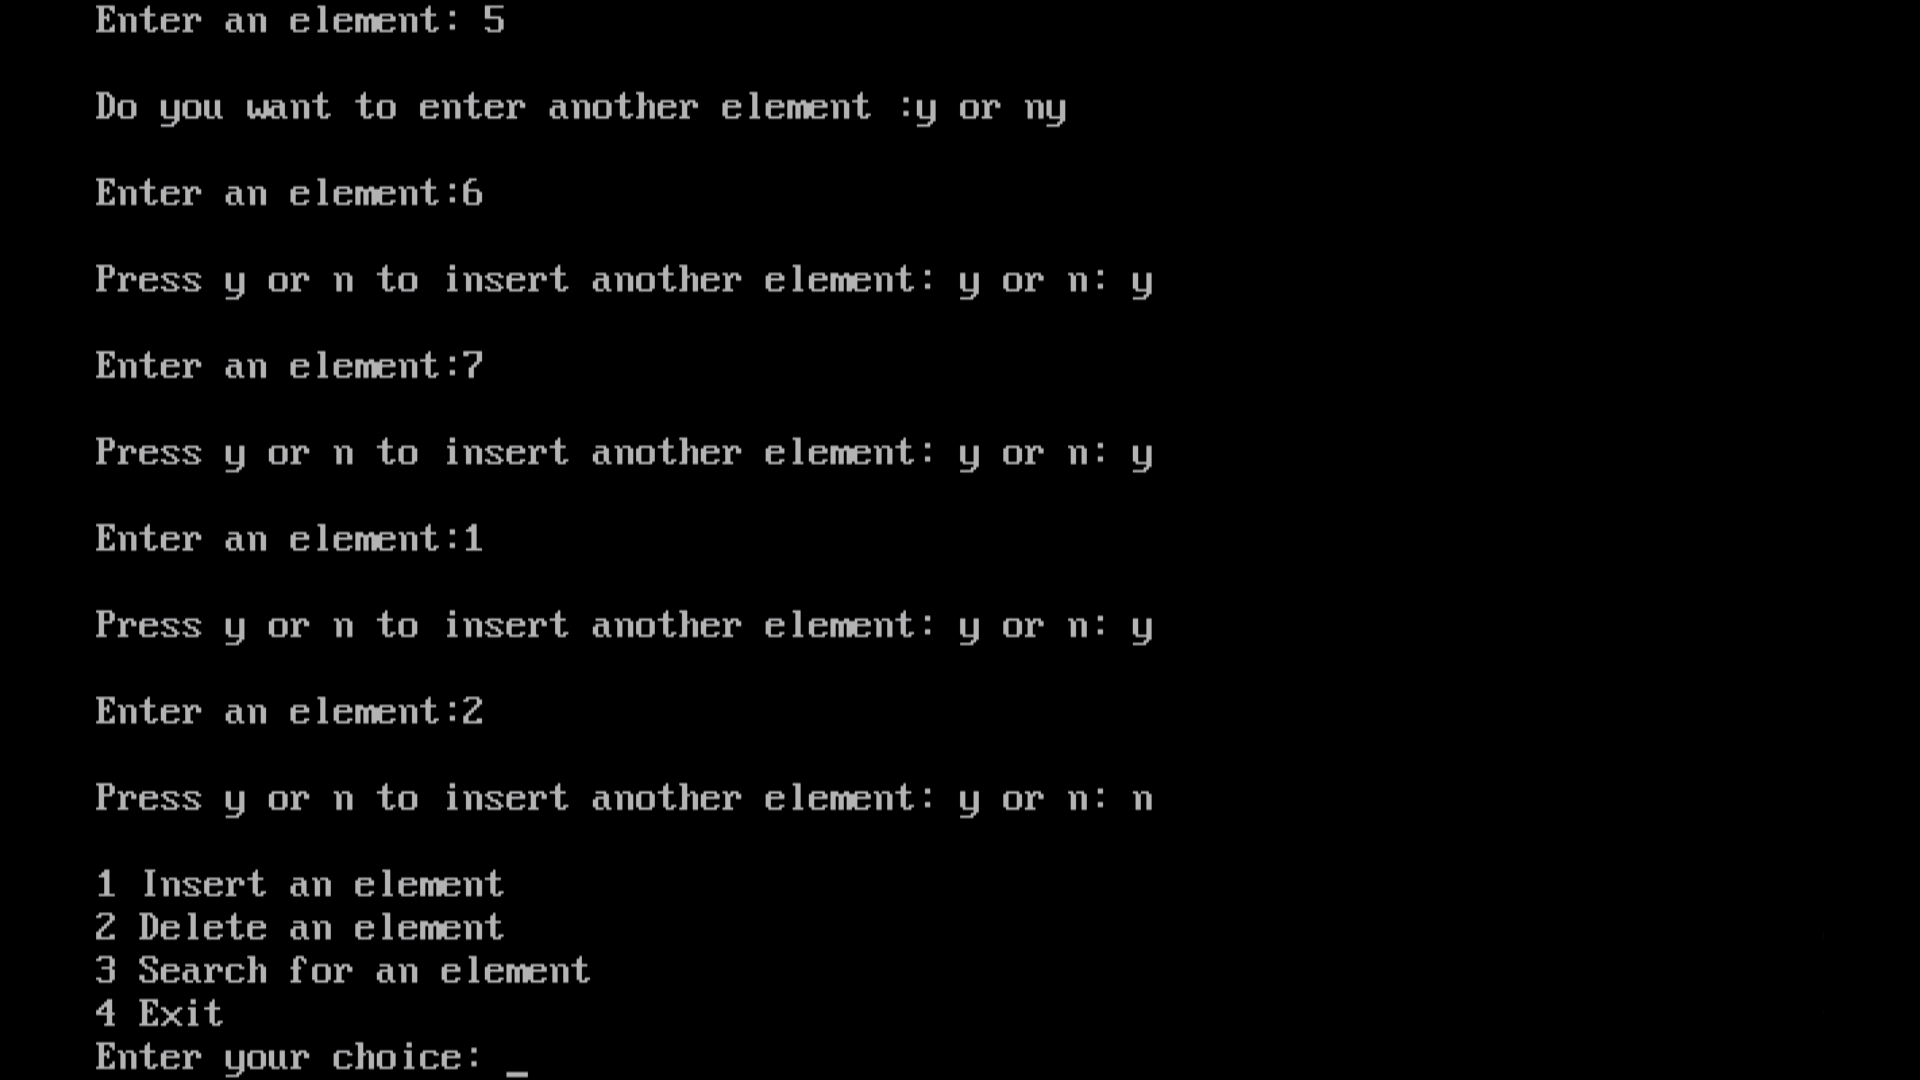 Enter an element: 5
Do you want to enter another element :y or ny
Enter an element:6
Press y or n to insert another element: y or n: y
Enter an element:7
Press y or n to insert another element: y or n: y
Enter an element:1
Press y or n to insert another element: y or n: y
Enter an element:2
Press y or n to insert another element: y or n: n
1 Insert an element
2 Delete an element
3 Search for an element
4 Exit
Enter your choice: _